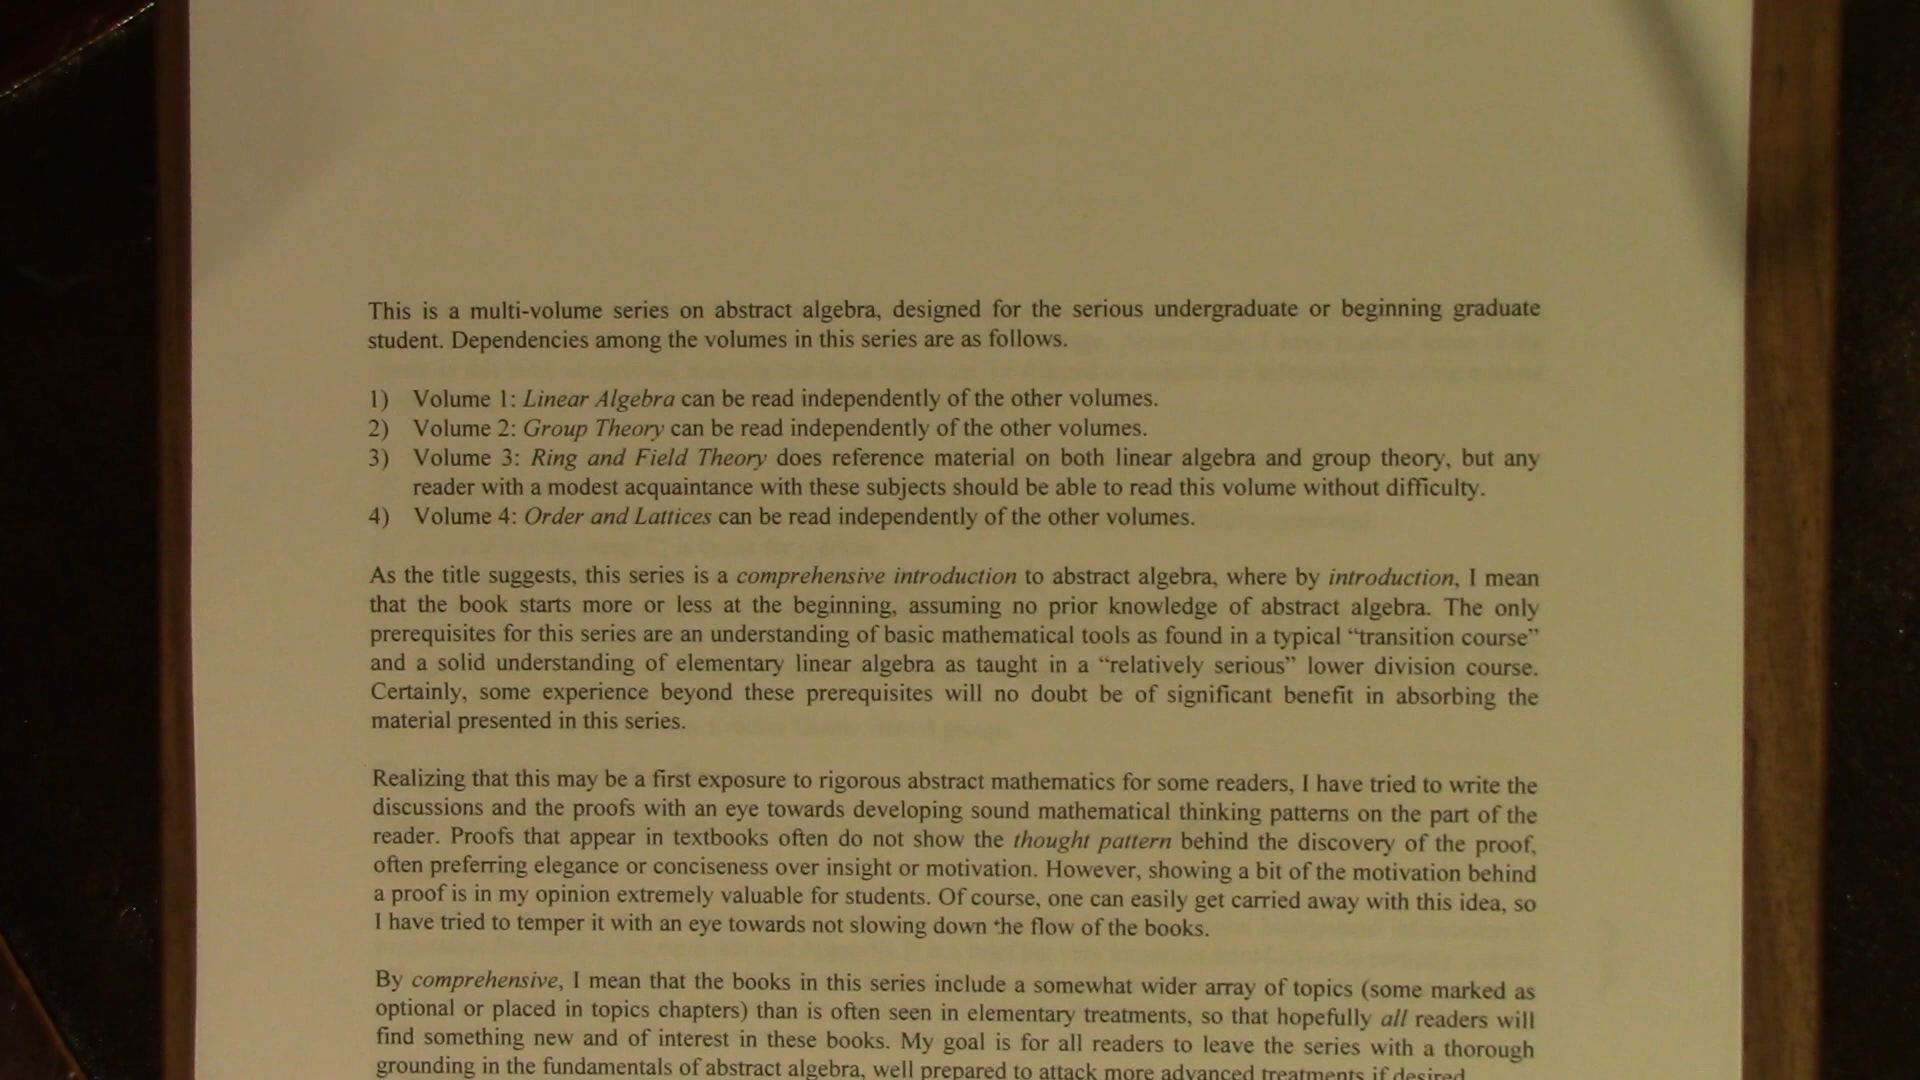 This is a multi-volume series on abstract algebra, designed for the serious undergraduate or beginning graduate
student. Dependencies among the volumes in this series are as follows.
1) Volume 1: Linear Algebra can be read independently of the other volumes.
2) Volume 2: Group Theory can be read independently of the other volumes.
3) Volume 3: Ring and Field Theory does reference material on both linear algebra and group theory, but any
reader with a modest acquaintance with these subjects should be able to read this volume without difficulty.
4) Volume 4: Order and Lattices can be read independently of the other volumes.
As the title suggests, this series is a comprehensive introduction to abstract algebra, where by introduction, I mean
that the book starts more or less at the beginning, assuming no prior knowledge of abstract algebra. The only
prerequisites for this series are an understanding of basic mathematical tools as found in a typical “transition course”
and a solid understanding of elementary linear algebra as taught in a “relatively serious” lower division course.
Certainly, some experience beyond these prerequisites will no doubt be of significant benefit in absorbing the
material presented in this series.
Realizing that this may be a first exposure to rigorous abstract mathematics for some readers, I have tried to write the
discussions and the proofs with an eye towards developing sound mathematical thinking patterns on the part of the
reader. Proofs that appear in textbooks often do not show the thought pattern behind the discovery of the proof,
often preferring elegance or conciseness over insight or motivation. However, showing a bit of the motivation behind
a proof is in my opinion extremely valuable for students. Of course, one can easily get carried away with this idea, so
I have tried to temper it with an eye towards not slowing down the flow of the books.
By comprehensive, I mean that the books in this series include a somewhat wider array of topics (some marked as
optional or placed in topics chapters) than is often seen in elementary treatments, so that hopefully all readers will
find something new and of interest in these books. My goal is for all readers to leave the series with a thorough
grounding in the fundamentals of abstract algebra, well prepared to attack more advanced treatments if desired.